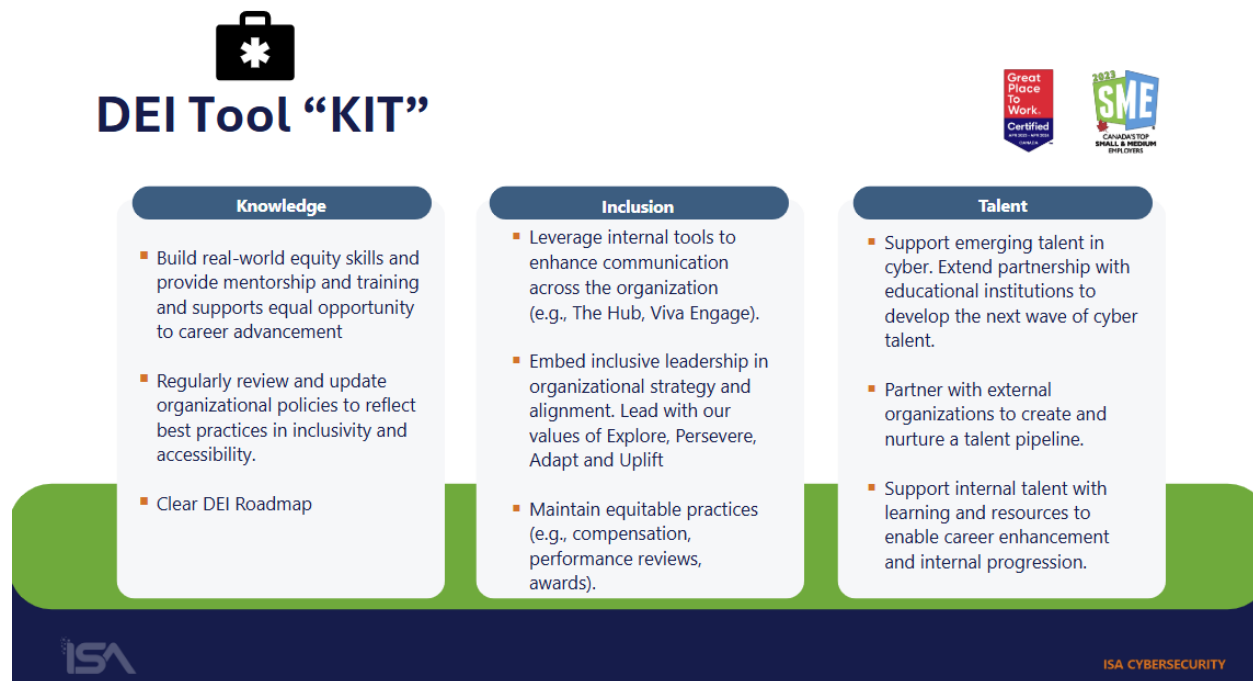 DEI Tool “KIT”
Great
Place
To
Work.
Certified
CANADA
2023
SME
CANADA'S TOP
SMALL & MEDIUM
EMPLOYERS
Knowledge
Build real-world equity skills and
provide mentorship and training
and supports equal opportunity
to career advancement
Regularly review and update
organizational policies to reflect
best practices in inclusivity and
accessibility.
Clear DEI Roadmap
Inclusion
Leverage internal tools to
enhance communication
across the organization
(e.g., The Hub, Viva Engage).
Embed inclusive leadership in
organizational strategy and
alignment. Lead with our
values of Explore, Persevere,
Adapt and Uplift
Maintain equitable practices
(e.g., compensation,
performance reviews,
awards).
Talent
Support emerging talent in
cyber. Extend partnership with
educational institutions to
develop the next wave of cyber
talent.
Partner with external
organizations to create and
nurture a talent pipeline.
Support internal talent with
learning and resources to
enable career enhancement
and internal progression.
ISA
ISA CYBERSECURITY